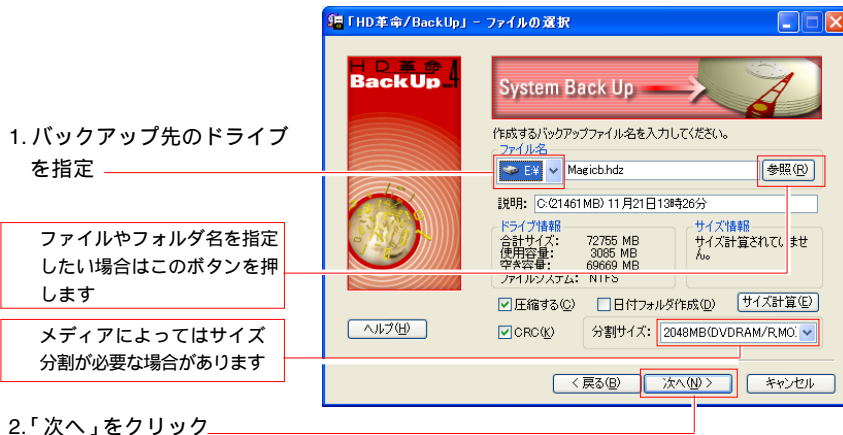 「HD革命/BackUp」 - ファイルの選択
HD革命
BackUp
4
System Back Up
1. バックアップ先のドライブ
を指定
作成するバックアップファイル名を入力してください。
ファイル名
E:¥
Magicb.hdz
参照(R)
説明: C:(21461MB) 11月21日13時26分
ファイルやフォルダ名を指定
したい場合はこのボタンを押
します
ドライブ情報
合計サイズ: 72755 MB
使用容量: 3085 MB
空き容量: 69669 MB
ファイルシステム: NTFS
サイズ情報
サイズ計算されていませ
ん。
圧縮する(C)
日付フォルダ作成(D)
サイズ計算(E)
メディアによってはサイズ
分割が必要な場合があります
ヘルプ(H)
CRC(K)
分割サイズ: 2048MB(DVDRAM/R,MO)
< 戻る(B)
次へ(N) >
キャンセル
2.「次へ」をクリック